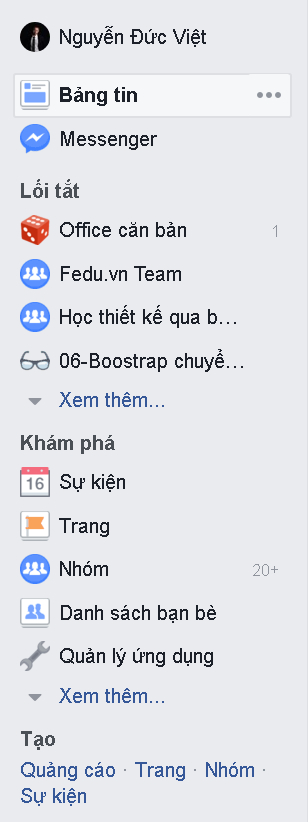 Nguyễn Đức Việt
Bảng tin
Messenger
Lối tắt
Office căn bản 1
Fedu.vn Team
Học thiết kế qua b...
06-Boostrap chuyể...
Xem thêm...
Khám phá
16 Sự kiện
Trang
Nhóm 20+
Danh sách bạn bè
Quản lý ứng dụng
Xem thêm...
Tạo
Quảng cáo · Trang · Nhóm ·
Sự kiện